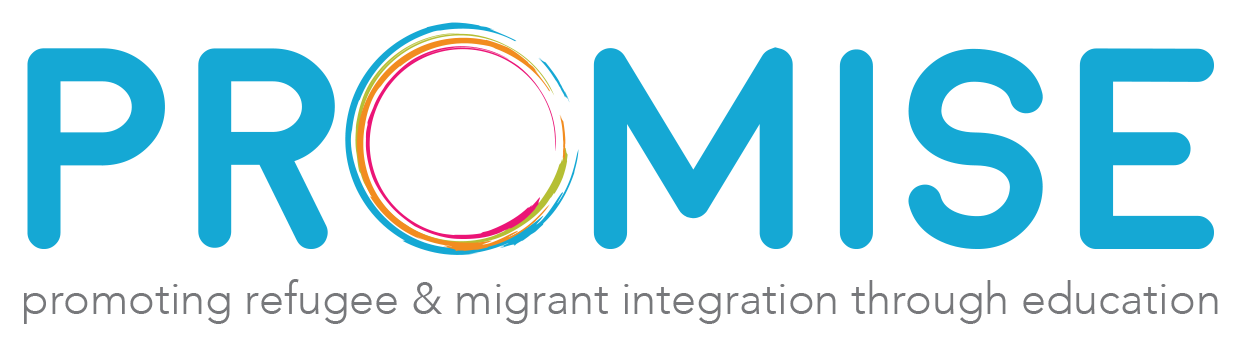 PROMISE
promoting refugee & migrant integration through education